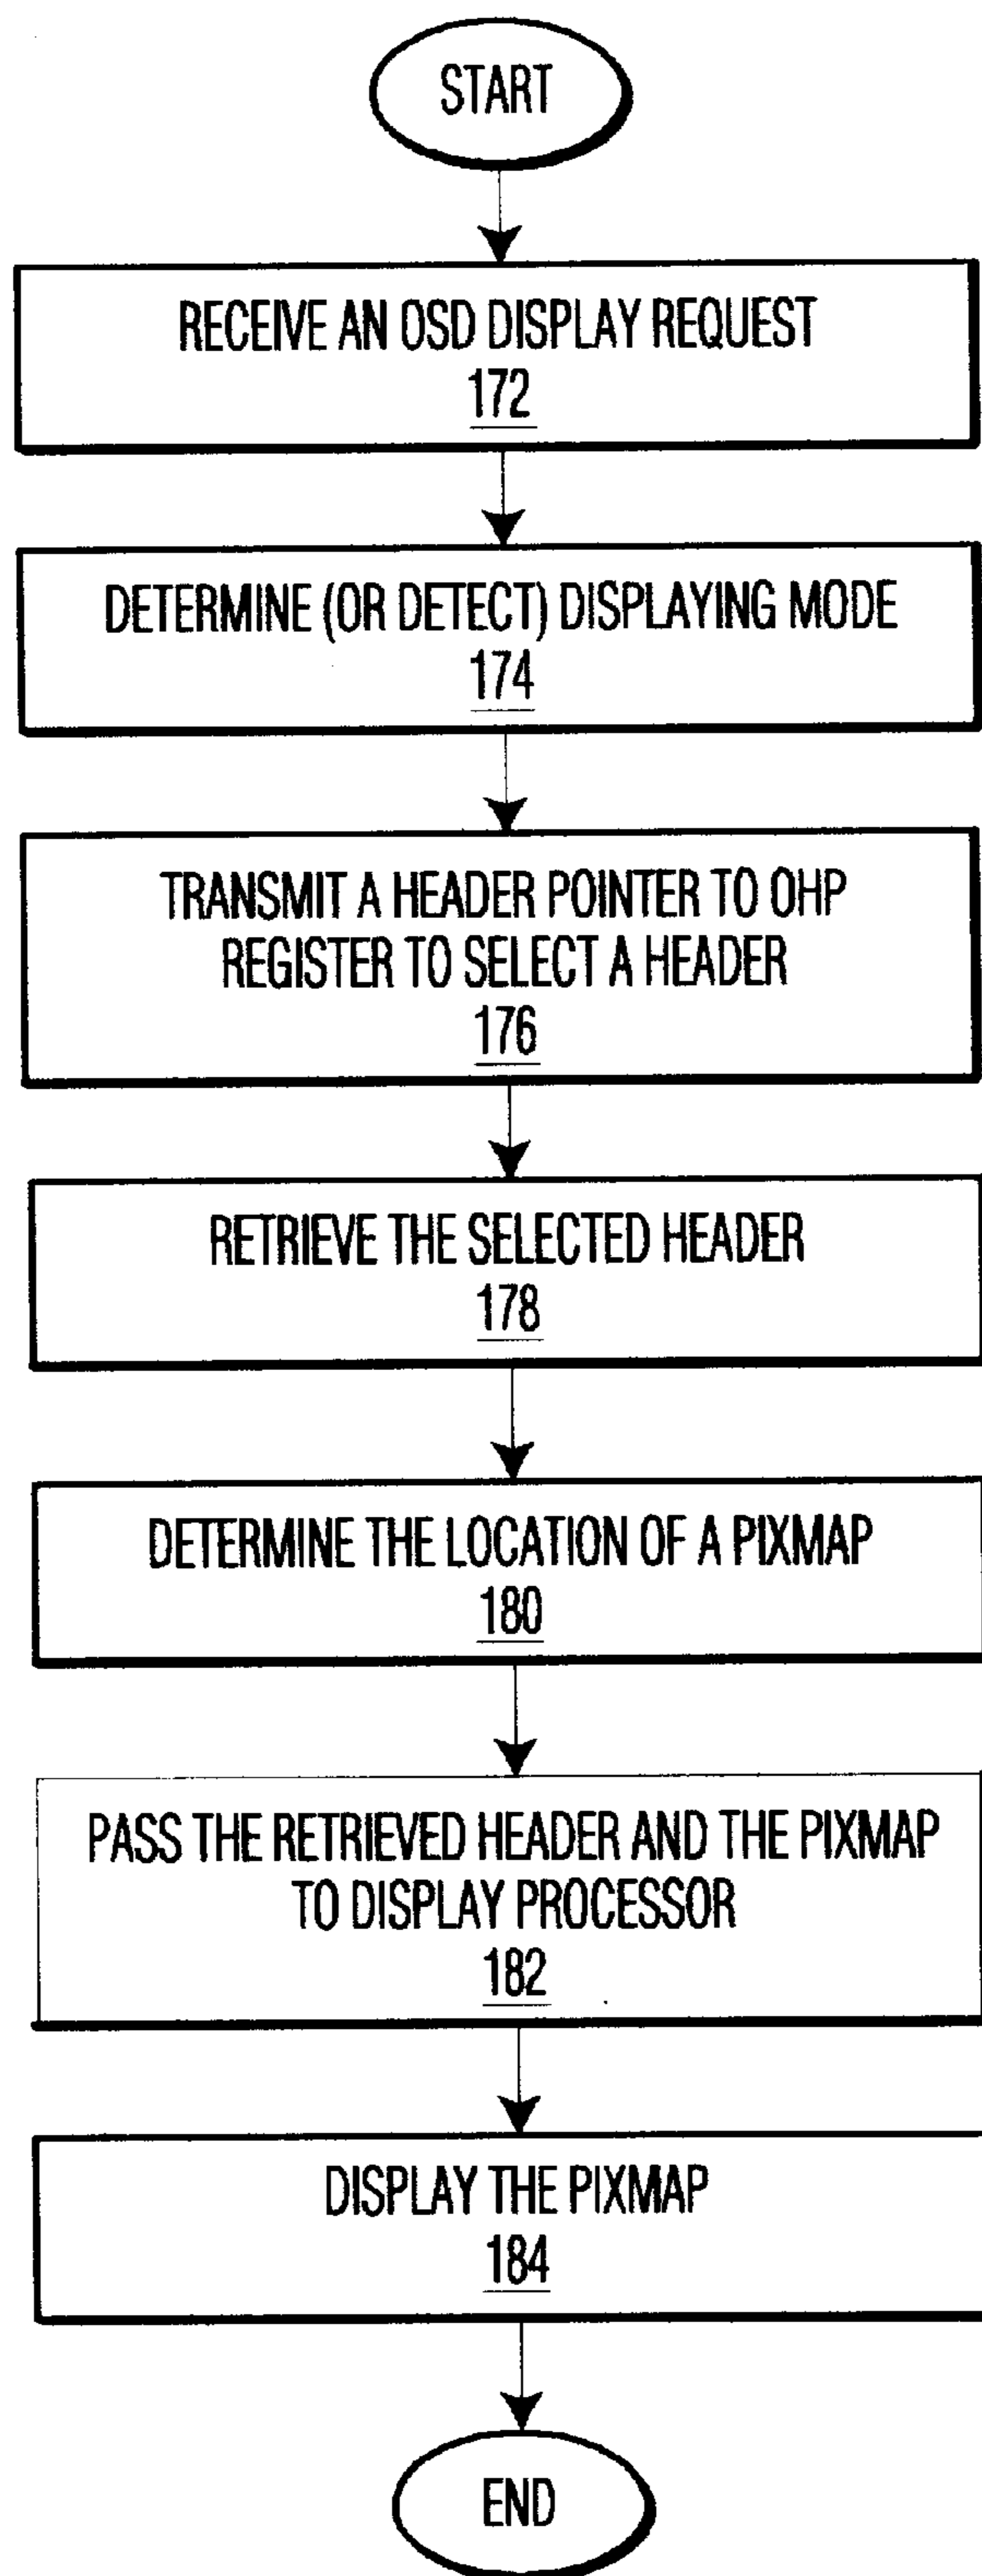 START
RECEIVE AN OSD DISPLAY REQUEST
172
DETERMINE (OR DETECT) DISPLAYING MODE
174
TRANSMIT A HEADER POINTER TO OHP
REGISTER TO SELECT A HEADER
176
RETRIEVE THE SELECTED HEADER
178
DETERMINE THE LOCATION OF A PIXMAP
180
PASS THE RETRIEVED HEADER AND THE PIXMAP
TO DISPLAY PROCESSOR
182
DISPLAY THE PIXMAP
184
END